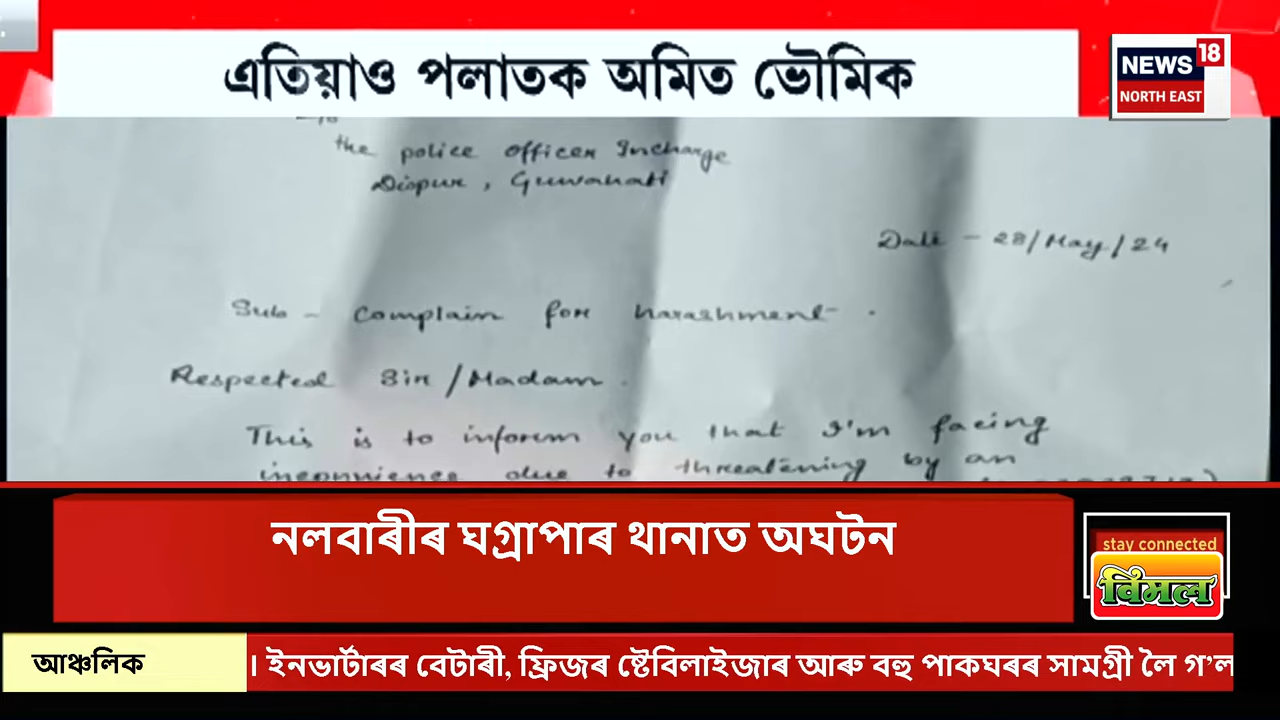 এতিয়াও পলাতক অমিত ভৌমিক
NEWS 18
NORTH EAST
the police officer Incharge
Dispur, Guwahati
Date - 28/May/24
Sub - Complain for harashment.
Respected Sir/Madam.
This is to inform you that I'm facing
inconnience due to threatening by an
নলবাৰীৰ ঘগ্ৰাপাৰ থানাত অঘটন
stay connected
বিমল
আঞ্চলিক
। ইনভাৰ্টাৰৰ বেটাৰী, ফ্ৰিজৰ ষ্টেবিলাইজাৰ আৰু বহু পাকঘৰৰ সামগ্ৰী লৈ গ'ল